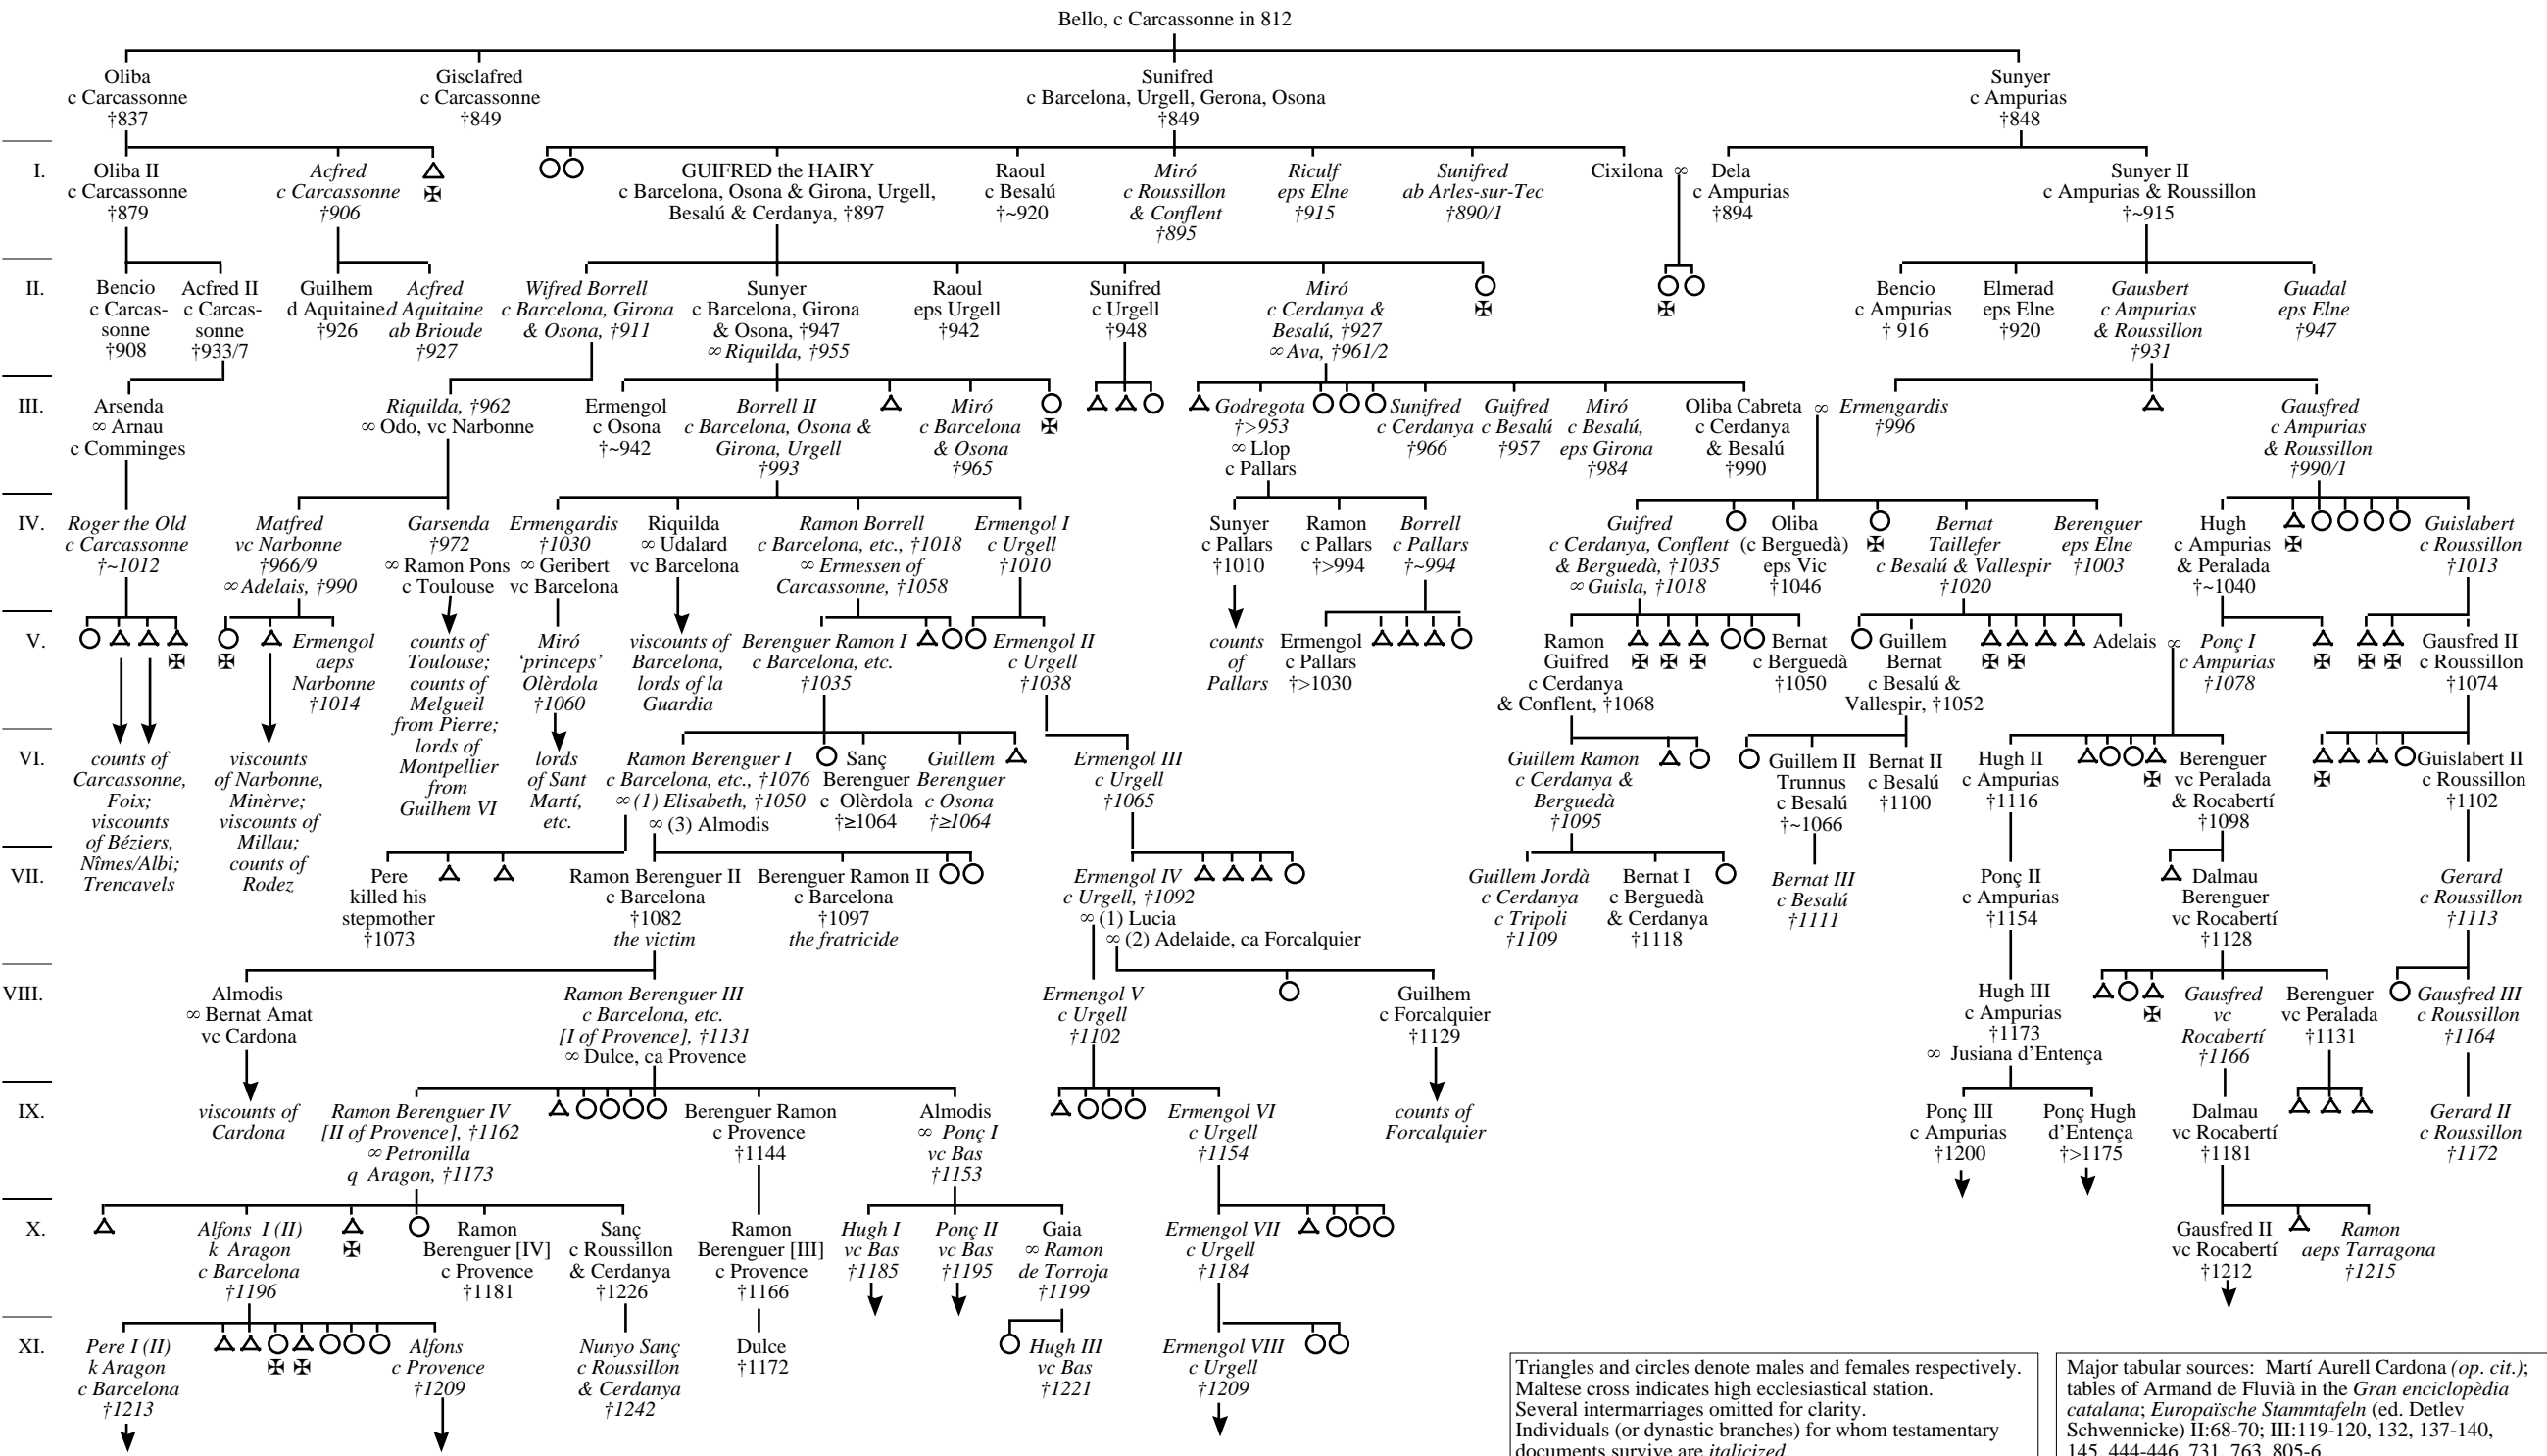 Bello, c Carcassonne in 812
Oliba
c Carcassonne
†837
Gisclafred
c Carcassonne
†849
Sunifred
c Barcelona, Urgell, Gerona, Osona
†849
Sunyer
c Ampurias
†848
I.
Oliba II
c Carcassonne
†879
Acfred
c Carcassonne
†906
✠
GUIFRED the HAIRY
c Barcelona, Osona & Girona, Urgell,
Besalú & Cerdanya, †897
Raoul
c Besalú
†~920
Miró
c Roussillon
& Conflent
†895
Riculf
eps Elne
†915
Sunifred
ab Arles-sur-Tec
†890/1
Cixilona ∞ Dela
c Ampurias
†894
Sunyer II
c Ampurias & Roussillon
†~915
II.
Bencio
c Carcas-
sonne
†908
Acfred II
c Carcas-
sonne
†933/7
Guilhem
d Aquitaine
†926
Acfred
d Aquitaine
ab Brioude
†927
Wifred Borrell
c Barcelona, Girona
& Osona, †911
Sunyer
c Barcelona, Girona
& Osona, †947
∞ Riquilda, †955
Raoul
eps Urgell
†942
Sunifred
c Urgell
†948
Miró
c Cerdanya &
Besalú, †927
∞ Ava, †961/2
✠
✠
Bencio
c Ampurias
† 916
Elmerad
eps Elne
†920
Gausbert
c Ampurias
& Roussillon
†931
Guadal
eps Elne
†947
III.
Arsenda
∞ Arnau
c Comminges
Riquilda, †962
∞ Odo, vc Narbonne
Ermengol
c Osona
†~942
Borrell II
c Barcelona, Osona &
Girona, Urgell
†993
Miró
c Barcelona
& Osona
†965
✠
Godregota
†>953
∞ Llop
c Pallars
Sunifred
c Cerdanya
†966
Guifred
c Besalú
†957
Miró
c Besalú,
eps Girona
†984
Oliba Cabreta ∞ Ermengardis
c Cerdanya
& Besalú
†990
†996
Gausfred
c Ampurias
& Roussillon
†990/1
IV.
Roger the Old
c Carcassonne
†~1012
Matfred
vc Narbonne
†966/9
∞ Adelais, †990
Garsenda
†972
∞ Ramon Pons
c Toulouse
Ermengardis
†1030
∞ Geribert
vc Barcelona
Riquilda
∞ Udalard
vc Barcelona
Ramon Borrell
c Barcelona, etc., †1018
∞ Ermessen of
Carcassonne, †1058
Ermengol I
c Urgell
†1010
Sunyer
c Pallars
†1010
Ramon
c Pallars
†>994
Borrell
c Pallars
†~994
Guifred
c Cerdanya, Conflent
& Berguedà, †1035
∞ Guisla, †1018
Oliba
(c Berguedà)
eps Vic
†1046
✠
Bernat
Taillefer
c Besalú & Vallespir
†1020
Berenguer
eps Elne
†1003
Hugh
c Ampurias
& Peralada
†~1040
✠
Guislabert
c Roussillon
†1013
V.
✠
✠
Ermengol
aeps
Narbonne
†1014
counts of
Toulouse;
counts of
Melgueil
from Pierre;
lords of
Montpellier
from
Guilhem VI
Miró
‘princeps’
Olèrdola
†1060
viscounts of
Barcelona,
lords of la
Guardia
Berenguer Ramon I
c Barcelona, etc.
†1035
Ermengol II
c Urgell
†1038
counts
of
Pallars
Ermengol
c Pallars
†>1030
Ramon
Guifred
c Cerdanya
& Conflent, †1068
✠ ✠ ✠
Bernat
c Berguedà
†1050
Guillem
Bernat
c Besalú &
Vallespir, †1052
✠ ✠
Adelais ∞ Ponç I
c Ampurias
†1078
✠
✠ ✠
Gausfred II
c Roussillon
†1074
VI.
counts of
Carcassonne,
Foix;
viscounts
of Béziers,
Nîmes/Albi;
Trencavels
viscounts
of Narbonne,
Minèrve;
viscounts of
Millau;
counts of
Rodez
lords
of Sant
Martí,
etc.
Ramon Berenguer I
c Barcelona, etc., †1076
∞ (1) Elisabeth, †1050
∞ (3) Almodis
Sanç
Berenguer
c Olèrdola
†≥1064
Guillem
Berenguer
c Osona
†≥1064
Ermengol III
c Urgell
†1065
Guillem Ramon
c Cerdanya &
Berguedà
†1095
Guillem II
Trunnus
c Besalú
†~1066
Bernat II
c Besalú
†1100
Hugh II
c Ampurias
†1116
✠
Berenguer
vc Peralada
& Rocabertí
†1098
✠
Guislabert II
c Roussillon
†1102
VII.
Pere
killed his
stepmother
†1073
Ramon Berenguer II
c Barcelona
†1082
the victim
Berenguer Ramon II
c Barcelona
†1097
the fratricide
Ermengol IV
c Urgell, †1092
∞ (1) Lucia
∞ (2) Adelaide, ca Forcalquier
Guillem Jordà
c Cerdanya
c Tripoli
†1109
Bernat I
c Berguedà
& Cerdanya
†1118
Bernat III
c Besalú
†1111
Ponç II
c Ampurias
†1154
Dalmau
Berenguer
vc Rocabertí
†1128
Gerard
c Roussillon
†1113
VIII.
Almodis
∞ Bernat Amat
vc Cardona
Ramon Berenguer III
c Barcelona, etc.
[I of Provence], †1131
∞ Dulce, ca Provence
Ermengol V
c Urgell
†1102
Guilhem
c Forcalquier
†1129
Hugh III
c Ampurias
†1173
∞ Jusiana d’Entença
✠
Gausfred
vc
Rocabertí
†1166
Berenguer
vc Peralada
†1131
Gausfred III
c Roussillon
†1164
IX.
viscounts of
Cardona
Ramon Berenguer IV
[II of Provence], †1162
∞ Petronilla
q Aragon, †1173
Berenguer Ramon
c Provence
†1144
Almodis
∞ Ponç I
vc Bas
†1153
Ermengol VI
c Urgell
†1154
counts of
Forcalquier
Ponç III
c Ampurias
†1200
Ponç Hugh
d’Entença
†>1175
Dalmau
vc Rocabertí
†1181
Gerard II
c Roussillon
†1172
X.
Alfons I (II)
k Aragon
c Barcelona
†1196
✠
Ramon
Berenguer [IV]
c Provence
†1181
Sanç
c Roussillon
& Cerdanya
†1226
Ramon
Berenguer [III]
c Provence
†1166
Hugh I
vc Bas
†1185
Ponç II
vc Bas
†1195
Gaia
∞ Ramon
de Torroja
†1199
Ermengol VII
c Urgell
†1184
Gausfred II
vc Rocabertí
†1212
Ramon
aeps Tarragona
†1215
XI.
Pere I (II)
k Aragon
c Barcelona
†1213
✠ ✠
Alfons
c Provence
†1209
Nunyo Sanç
c Roussillon
& Cerdanya
†1242
Dulce
†1172
Hugh III
vc Bas
†1221
Ermengol VIII
c Urgell
†1209
Triangles and circles denote males and females respectively.
Maltese cross indicates high ecclesiastical station.
Several intermarriages omitted for clarity.
Individuals (or dynastic branches) for whom testamentary
documents survive are italicized
Major tabular sources: Martí Aurell Cardona (op. cit.);
tables of Armand de Fluvià in the Gran enciclopèdia
catalana; Europaïsche Stammtafeln (ed. Detlev
Schwennicke) II:68-70; III:119-120, 132, 137-140,
145, 444-446, 731, 763, 805-6